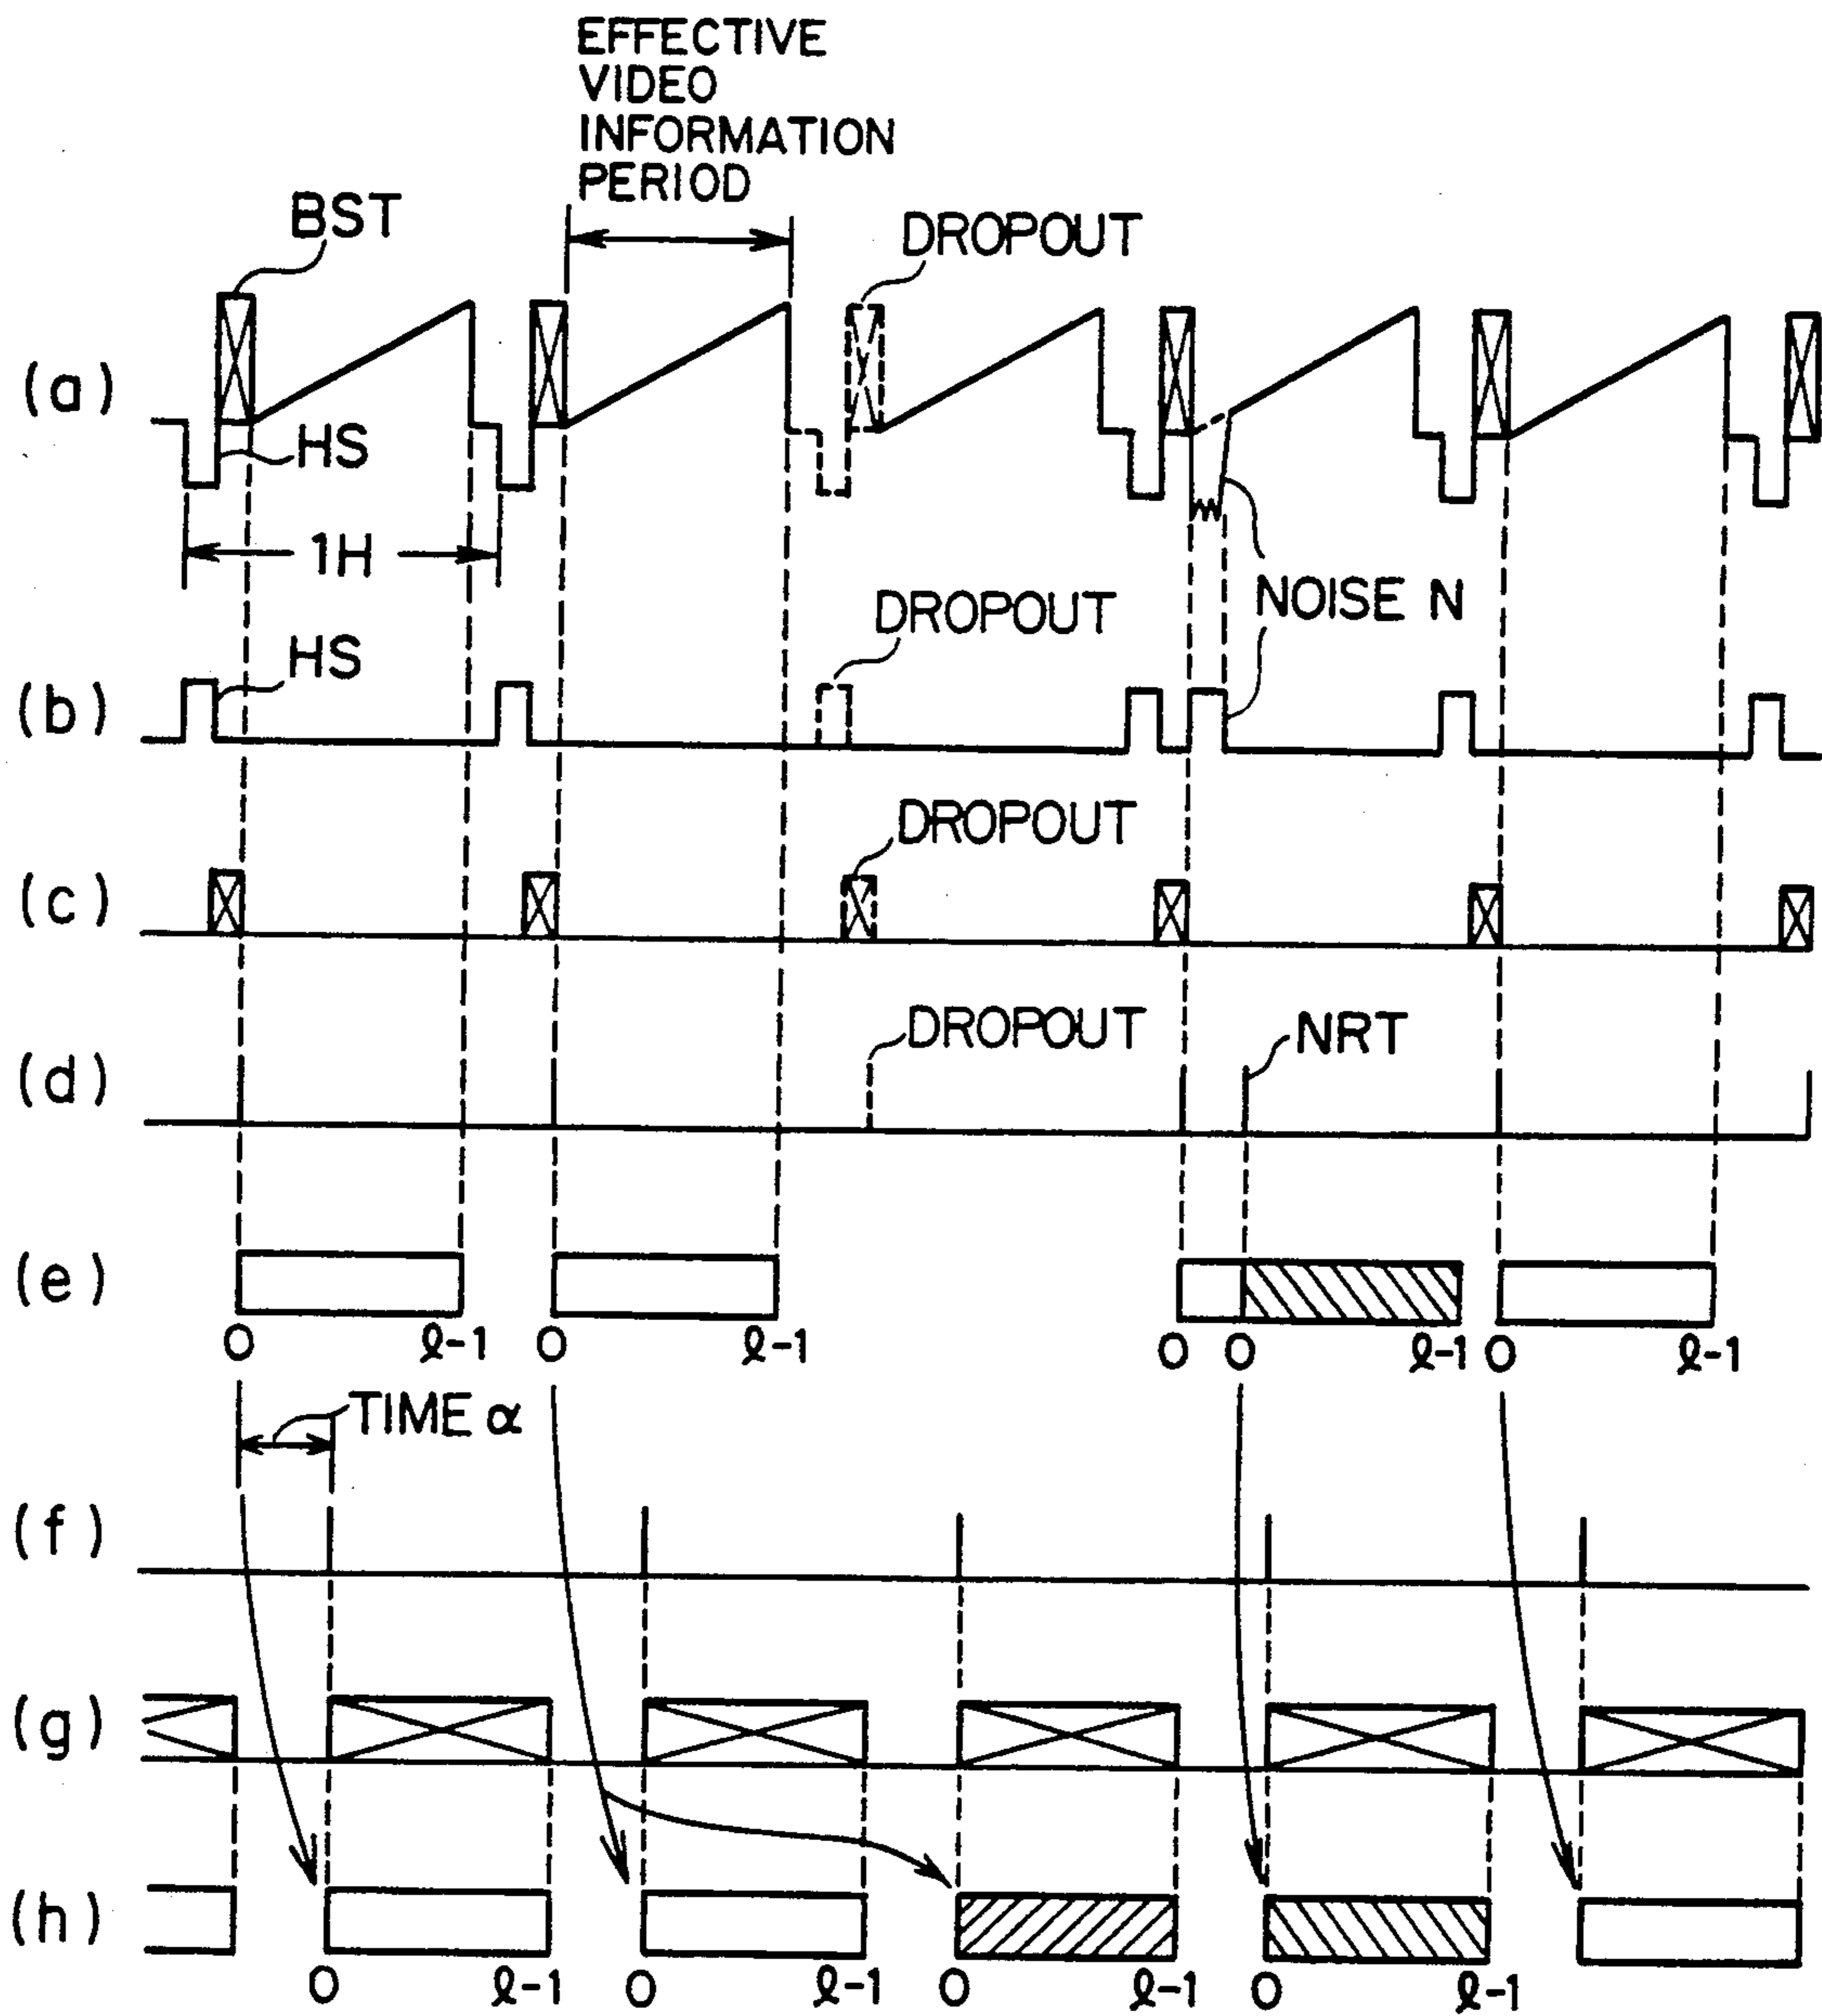 EFFECTIVE
VIDEO
INFORMATION
PERIOD
BST
DROPOUT
(a)
HS
1H
NOISE N
DROPOUT
HS
(b)
DROPOUT
(c)
DROPOUT
NRT
(d)
(e)
0 ℓ-1 0 ℓ-1 0 0 ℓ-1 0 ℓ-1
TIME α
(f)
(g)
(h)
0 ℓ-1 0 ℓ-1 0 ℓ-1 0 ℓ-1